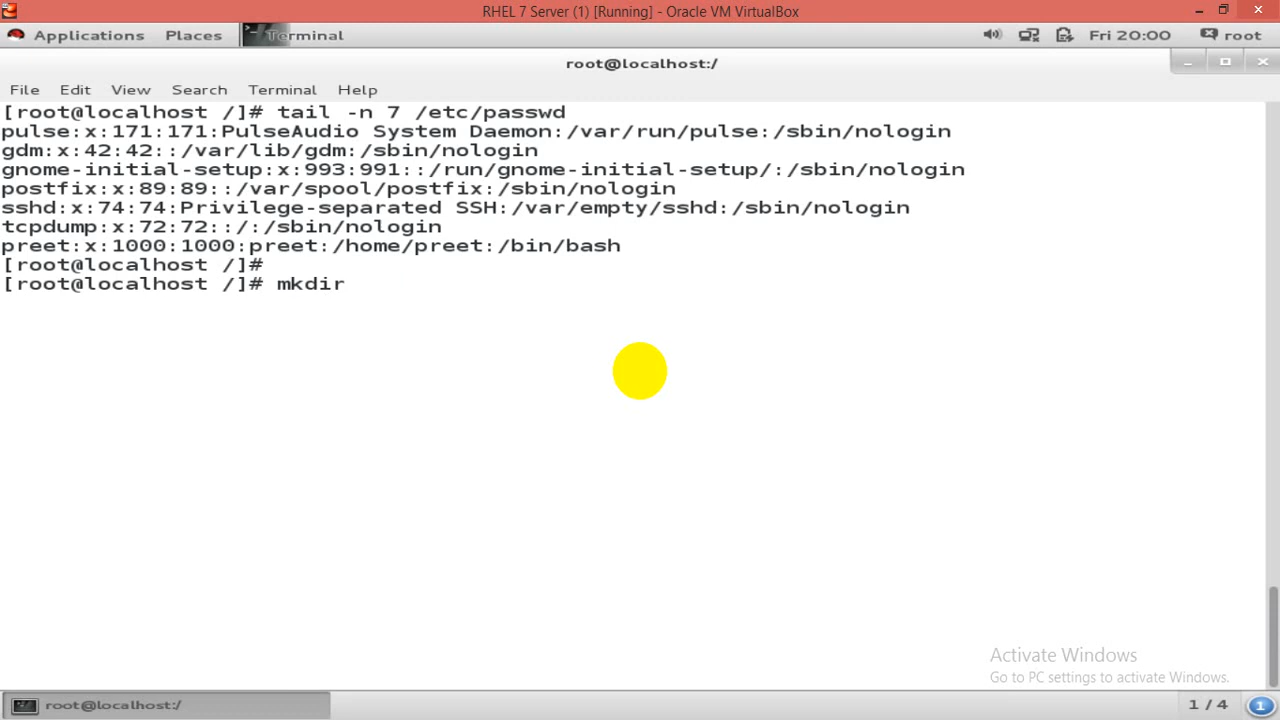 RHEL 7 Server (1) [Running] - Oracle VM VirtualBox
Applications Places Terminal Fri 20:00 root
root@localhost:/
File Edit View Search Terminal Help
[root@localhost /]# tail -n 7 /etc/passwd
pulse:x:171:171:PulseAudio System Daemon:/var/run/pulse:/sbin/nologin
gdm:x:42:42::/var/lib/gdm:/sbin/nologin
gnome-initial-setup:x:993:991::/run/gnome-initial-setup/:/sbin/nologin
postfix:x:89:89::/var/spool/postfix:/sbin/nologin
sshd:x:74:74:Privilege-separated SSH:/var/empty/sshd:/sbin/nologin
tcpdump:x:72:72::/:/sbin/nologin
preet:x:1000:1000:preet:/home/preet:/bin/bash
[root@localhost /]#
[root@localhost /]# mkdir
Activate Windows
Go to PC settings to activate Windows.
root@localhost:/ 1 / 4 1